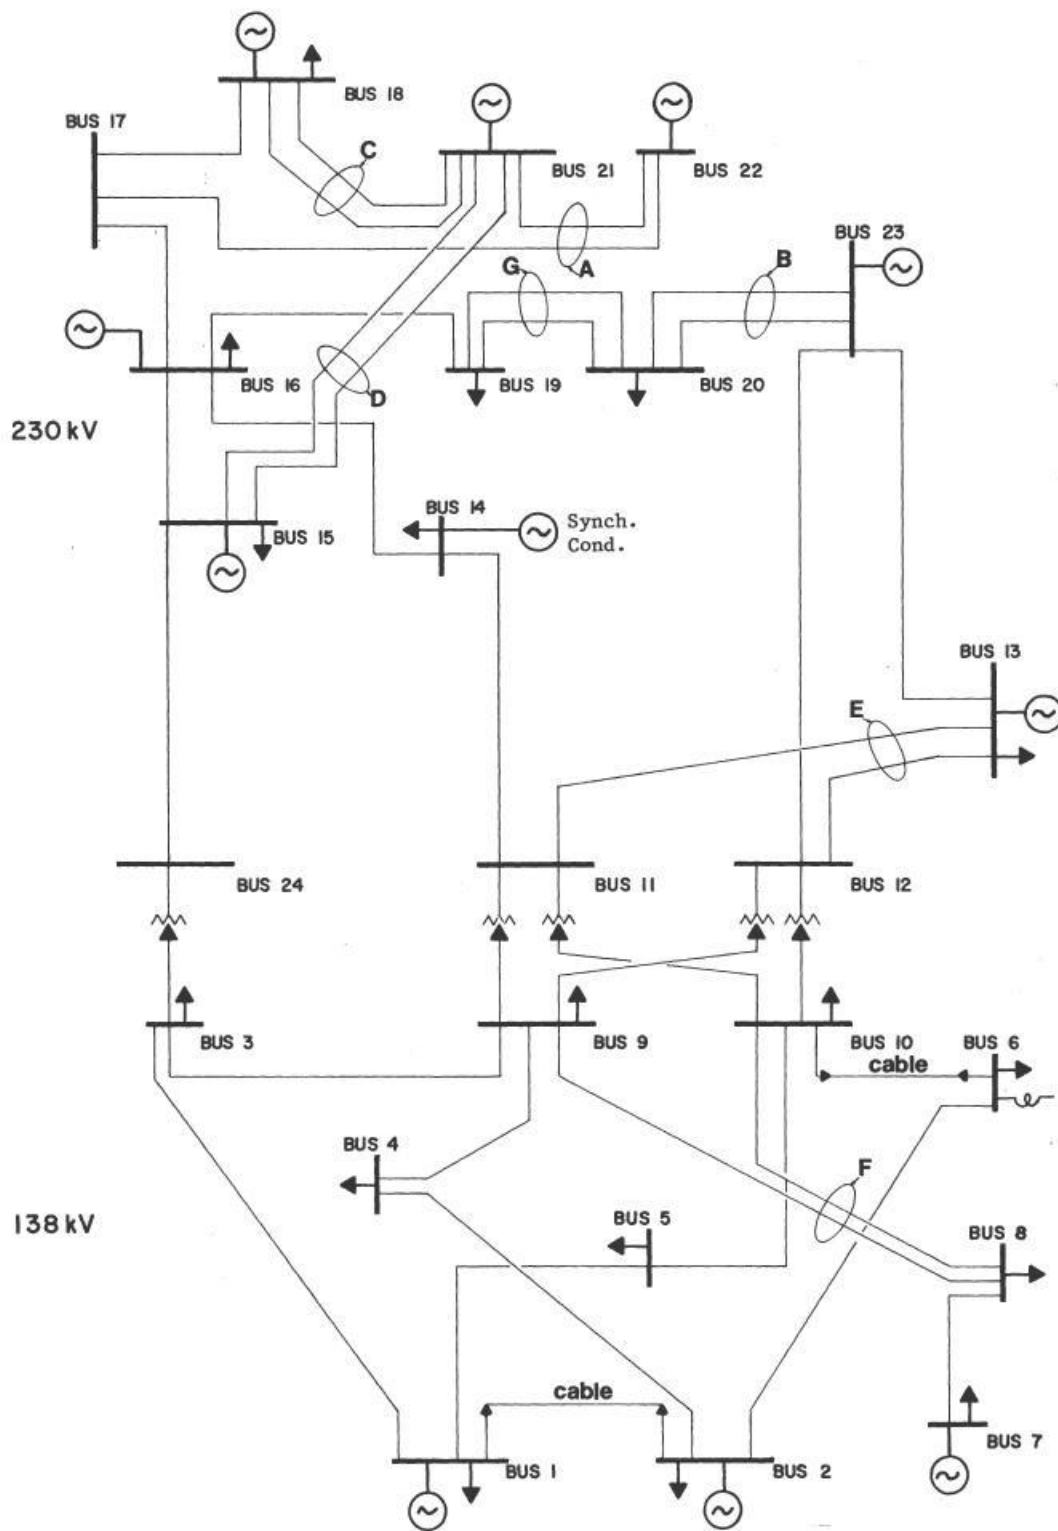 BUS 18
BUS 17
C
BUS 21
BUS 22
BUS 23
A
G
B
BUS 16
D
BUS 19
BUS 20
230 kV
BUS 14
Synch.
Cond.
BUS 15
BUS 13
E
BUS 24
BUS 11
BUS 12
BUS 3
BUS 9
BUS 10
BUS 6
cable
BUS 4
F
138 kV
BUS 5
BUS 8
cable
BUS 7
BUS 1
BUS 2